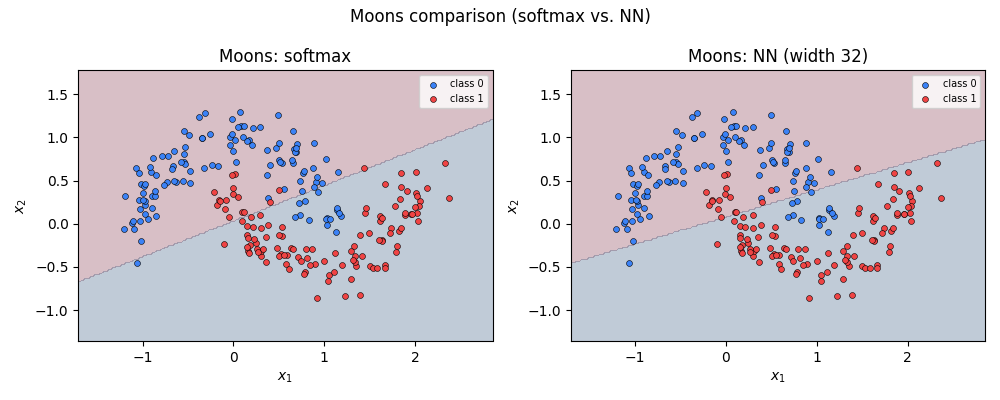 Moons comparison (softmax vs. NN)
Moons: softmax
class 0
class 1
1.5
1.0
0.5
0.0
−0.5
−1.0
x₂
−1
0
1
2
x₁
Moons: NN (width 32)
class 0
class 1
1.5
1.0
0.5
0.0
−0.5
−1.0
x₂
−1
0
1
2
x₁